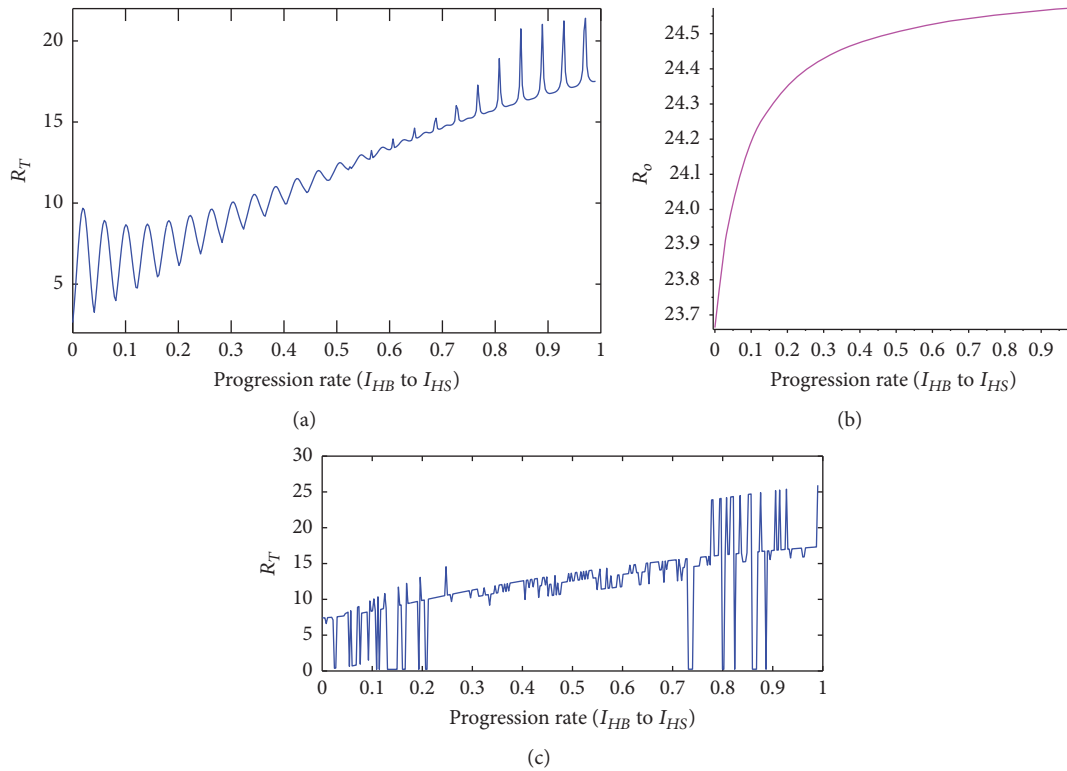 20
15
10
5
R_T
0 0.1 0.2 0.3 0.4 0.5 0.6 0.7 0.8 0.9 1
Progression rate (I_HB to I_HS)
(a)
24.5
24.4
24.3
24.2
24.1
24.0
23.9
23.8
23.7
R_o
0 0.1 0.2 0.3 0.4 0.5 0.6 0.7 0.8 0.9
Progression rate (I_HB to I_HS)
(b)
30
25
20
15
10
5
0
R_T
0 0.1 0.2 0.3 0.4 0.5 0.6 0.7 0.8 0.9 1
Progression rate (I_HB to I_HS)
(c)